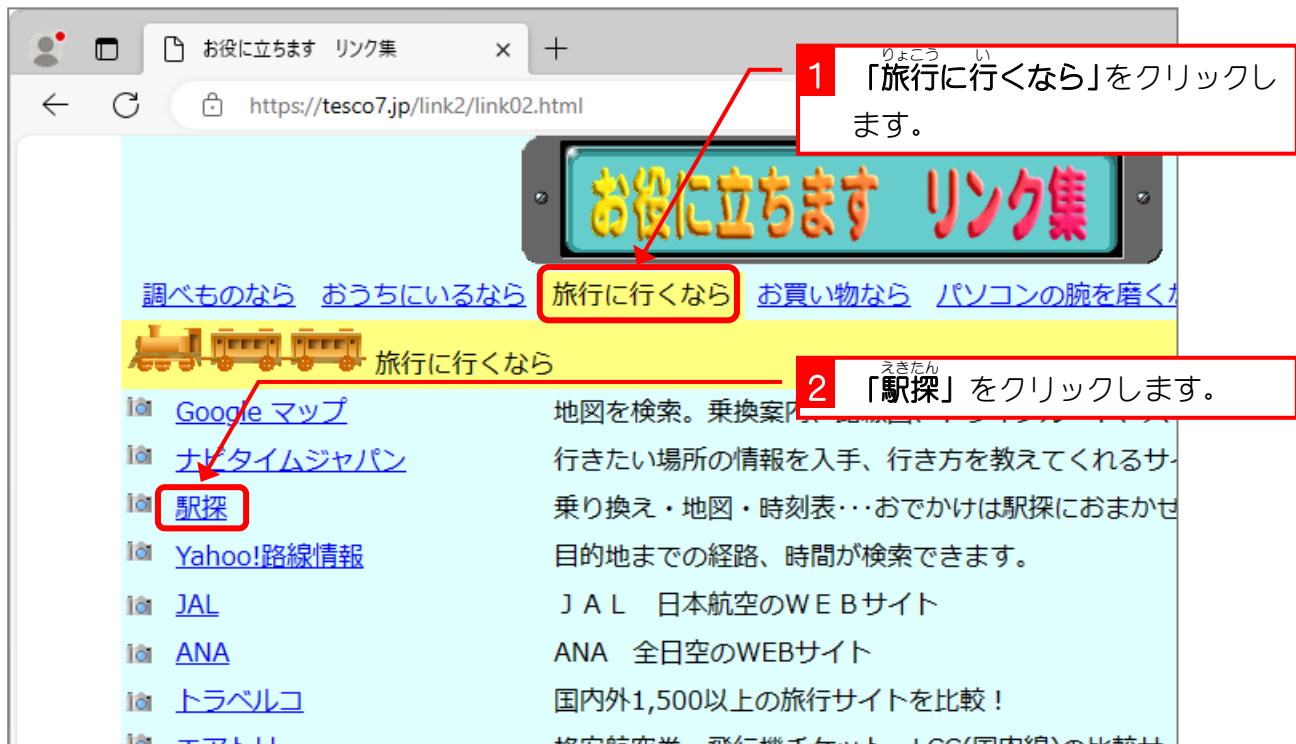 お役に立ちます リンク集
https://tesco7.jp/link2/link02.html
1 「旅行に行くなら」をクリックし
りょこう い
ます。
お役に立ちます リンク集
調べものなら おうちにいるなら 旅行に行くなら お買い物なら パソコンの腕を磨く
旅行に行くなら
2 「駅探」をクリックします。
えきたん
Google マップ 地図を検索。乗換案内、
ナビタイムジャパン 行きたい場所の情報を入手、行き方を教えてくれるサ
駅探 乗り換え・地図・時刻表･･･おでかけは駅探におまかせ
Yahoo!路線情報 目的地までの経路、時間が検索できます。
JAL ＪＡＬ　日本航空のＷＥＢサイト
ANA ANA　全日空のWEBサイト
トラベルコ 国内外1,500以上の旅行サイトを比較！